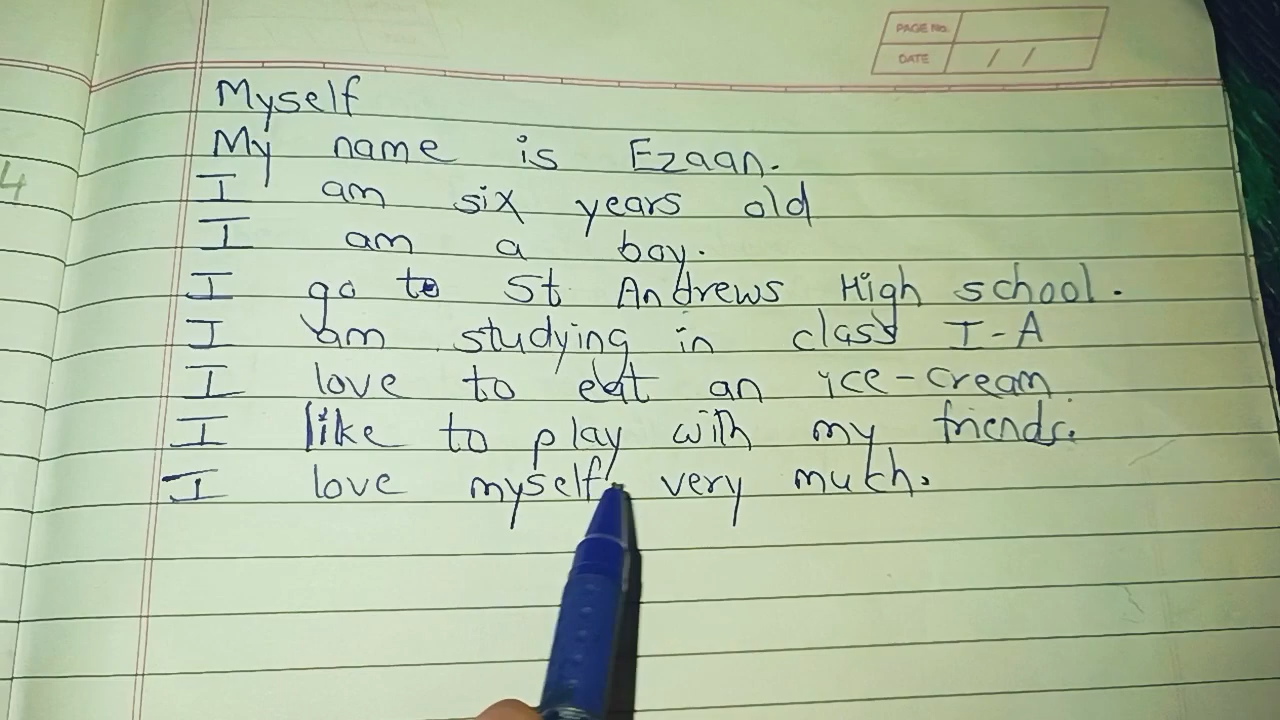 PAGE No.
DATE / /
4
Myself
My name is Ezaan.
I am six years old
I am a boy.
I go to St Andrews High school.
I am studying in class I-A
I love to eat an ice-cream.
I like to play with my friends.
I love myself very much.